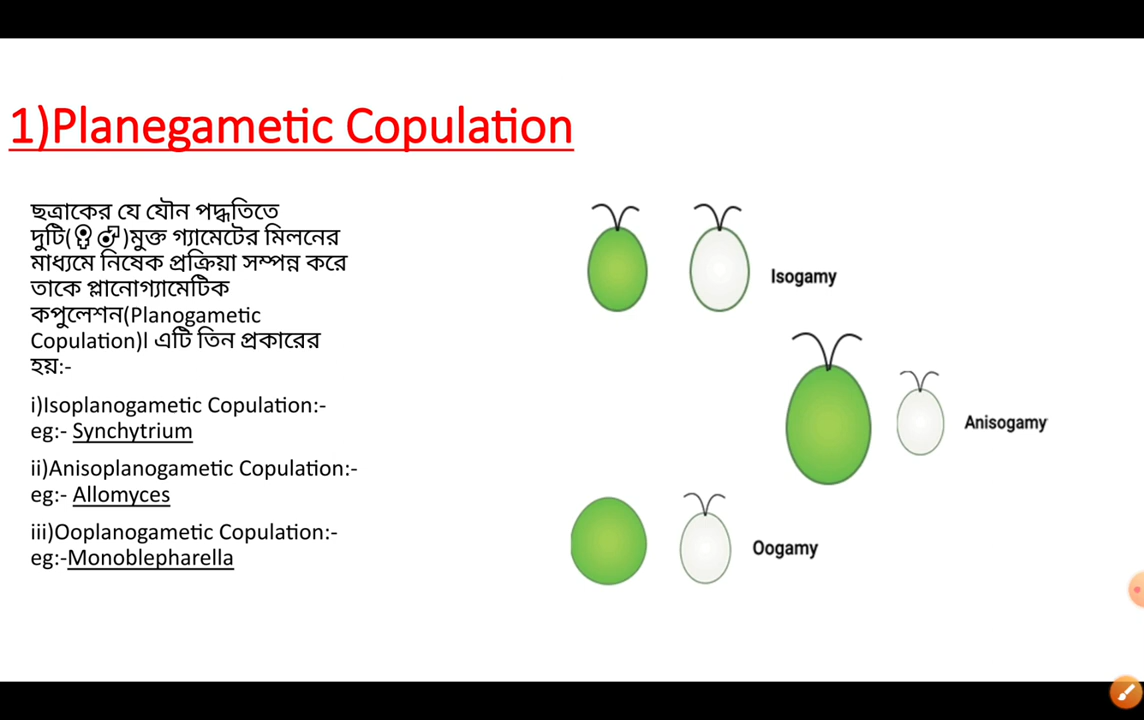 1)Planegametic Copulation
ছত্রাকের যে যৌন পদ্ধতিতে
দুটি(♀♂)মুক্ত গ্যামেটের মিলনের
মাধ্যমে নিষেক প্রক্রিয়া সম্পন্ন করে
তাকে প্লানোগ্যামেটিক
কপুলেশন(Planogametic
Copulation)l এটি তিন প্রকারের
হয়:-
i)Isoplanogametic Copulation:-
eg:- Synchytrium
ii)Anisoplanogametic Copulation:-
eg:- Allomyces
iii)Ooplanogametic Copulation:-
eg:-Monoblepharella
Isogamy
Anisogamy
Oogamy